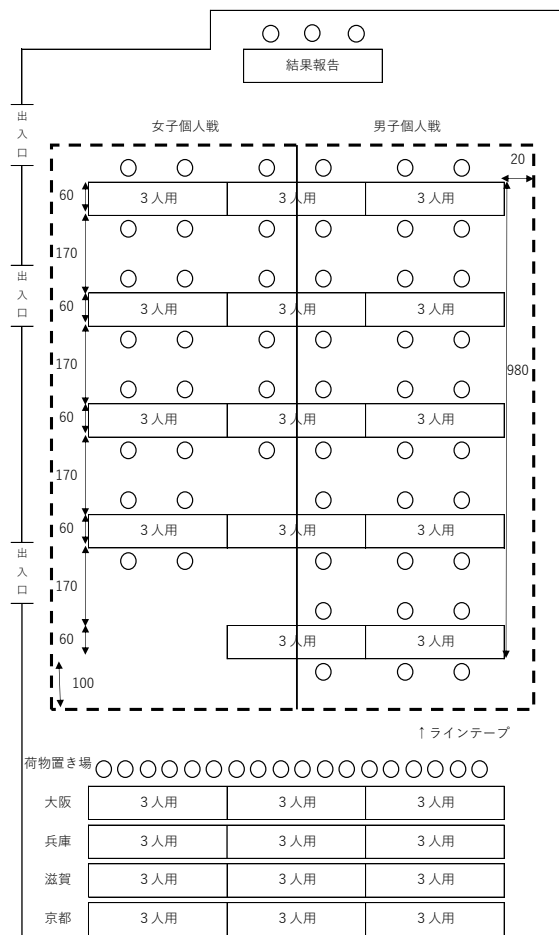 結果報告
出入口
女子個人戦 男子個人戦
20
60 3人用 3人用 3人用
170
出入口
60 3人用 3人用 3人用
170
980
60 3人用 3人用 3人用
170
60 3人用 3人用 3人用
出入口
170
60 3人用 3人用
100
↑ラインテープ
荷物置き場
大阪 3人用 3人用 3人用
兵庫 3人用 3人用 3人用
滋賀 3人用 3人用 3人用
京都 3人用 3人用 3人用